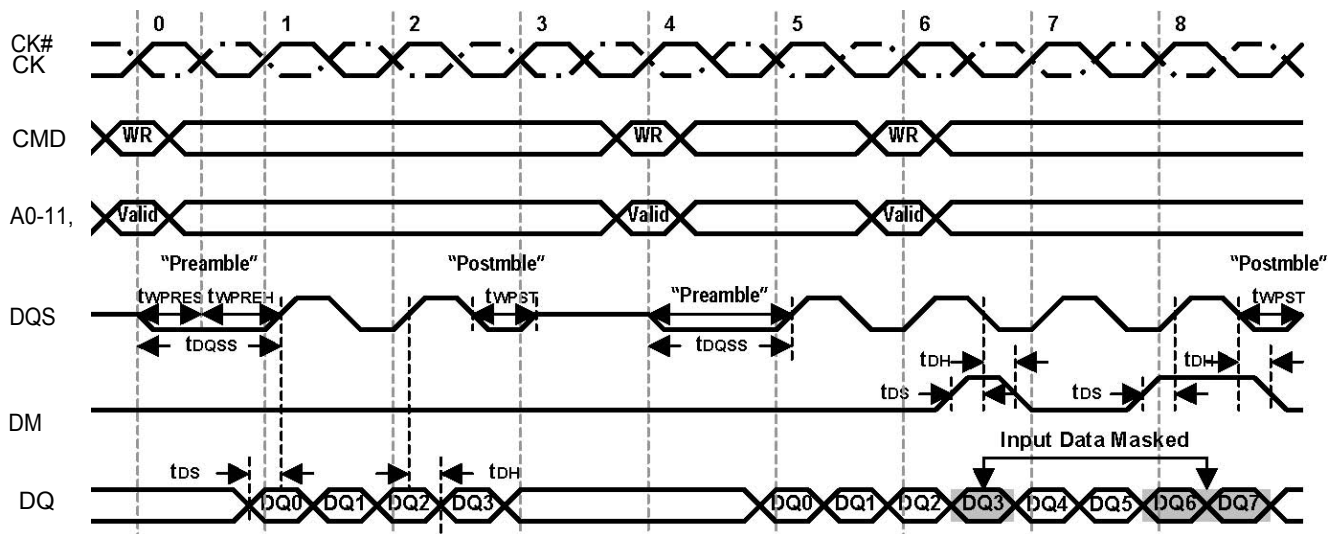 0 1 2 3 4 5 6 7 8
CK#
CK
CMD WR WR WR
A0-11, Valid Valid Valid
"Preamble" "Postmble" "Postmble"
tWPRES tWPREH tWPST "Preamble" tWPST
DQS
tDQSS tDQSS
tDH tDH
tDS tDS
DM
Input Data Masked
tDS tDH
DQ DQ0 DQ1 DQ2 DQ3 DQ0 DQ1 DQ2 DQ3 DQ4 DQ5 DQ6 DQ7